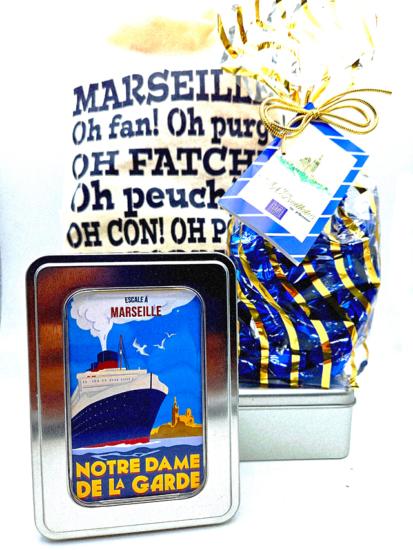 MARSEILLE
Oh fan! Oh purg
OH FATCH
Oh peuch
OH CON! OH P
ESCALE À
MARSEILLE
NOTRE DAME
DE LA GARDE